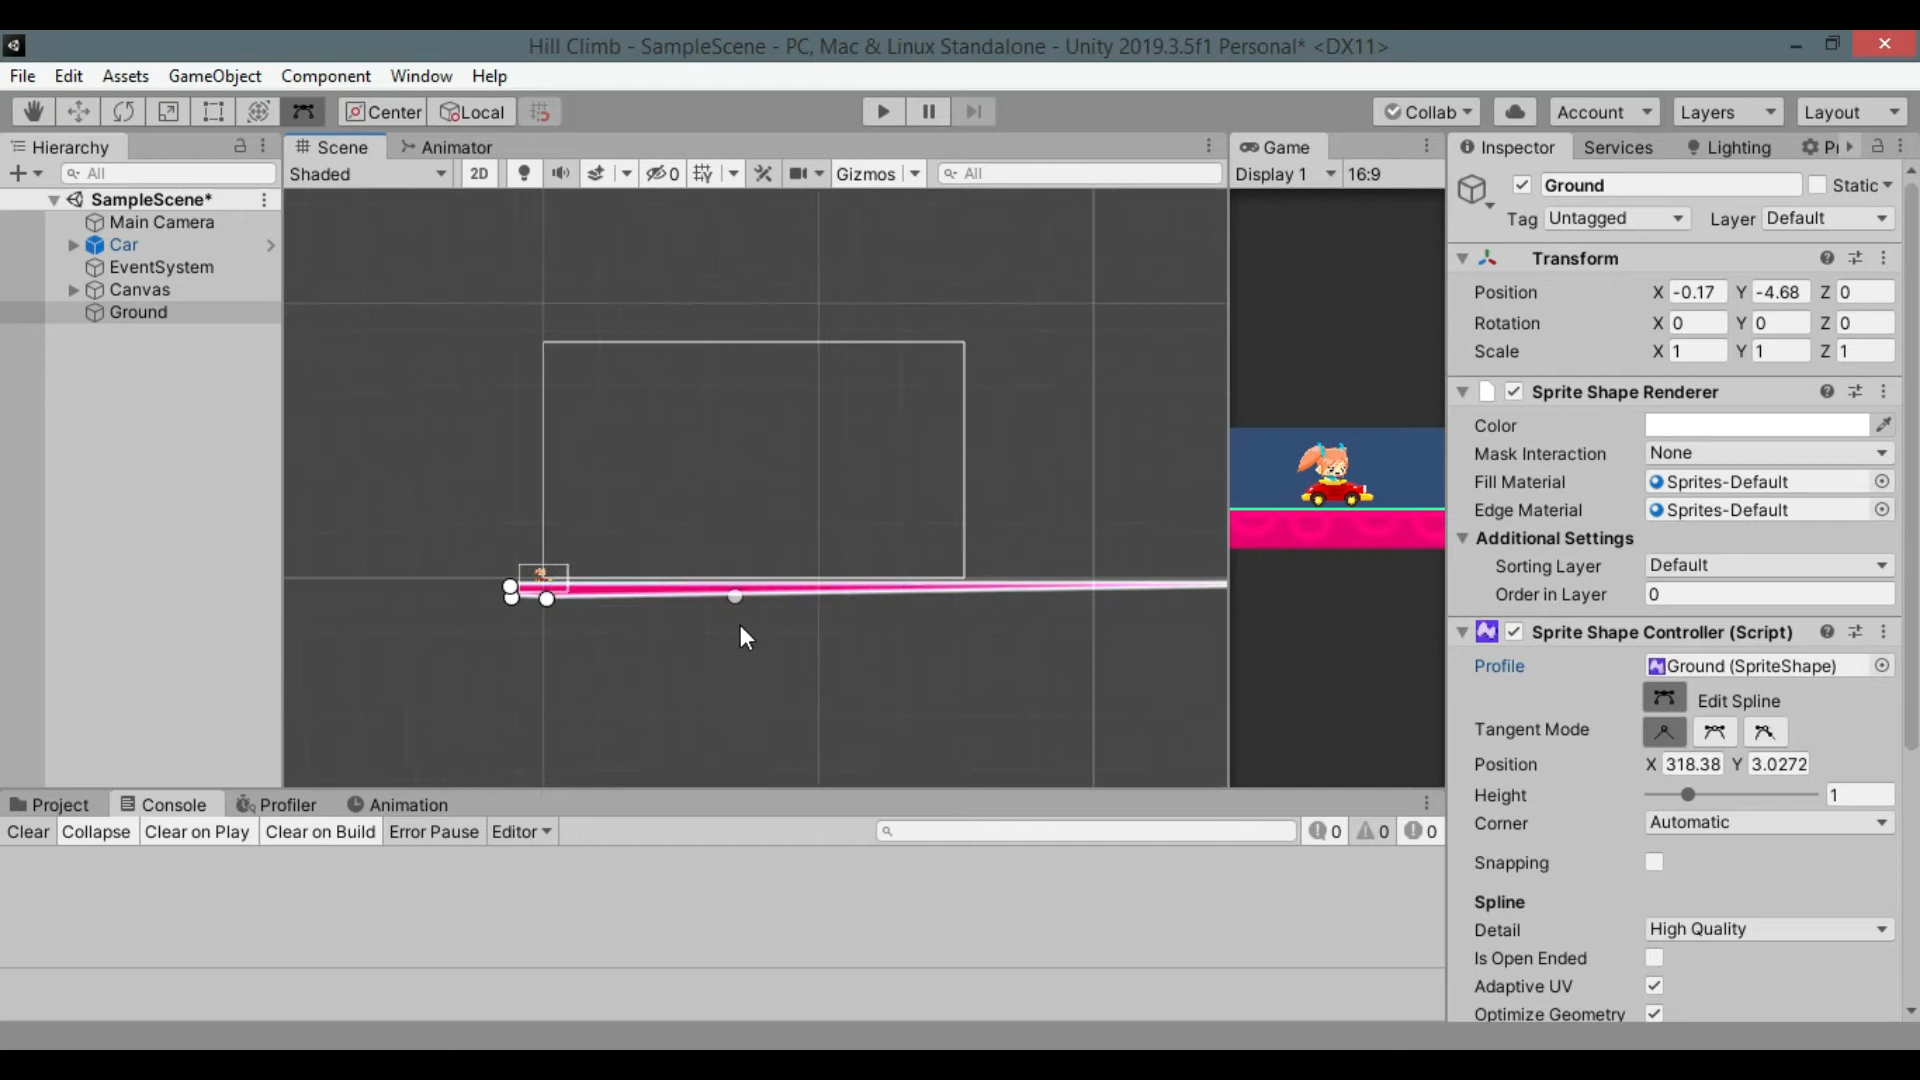 Hill Climb - SampleScene - PC, Mac & Linux Standalone - Unity 2019.3.5f1 Personal* <DX11>
File Edit Assets GameObject Component Window Help
Center Local Collab Account Layers Layout
Hierarchy
All
SampleScene*
Main Camera
Car
EventSystem
Canvas
Ground
Scene Animator
Shaded 2D 0 Gizmos All
Game
Display 1 16:9
Inspector Services Lighting Pr
Ground Static
Tag Untagged Layer Default
Transform
Position X -0.17 Y -4.68 Z 0
Rotation X 0 Y 0 Z 0
Scale X 1 Y 1 Z 1
Sprite Shape Renderer
Color
Mask Interaction None
Fill Material Sprites-Default
Edge Material Sprites-Default
Additional Settings
Sorting Layer Default
Order in Layer 0
Sprite Shape Controller (Script)
Profile Ground (SpriteShape)
Edit Spline
Tangent Mode
Position X 318.38 Y 3.0272
Height 1
Corner Automatic
Snapping
Spline
Detail High Quality
Is Open Ended
Adaptive UV
Optimize Geometry
Project Console Profiler Animation
Clear Collapse Clear on Play Clear on Build Error Pause Editor 0 0 0